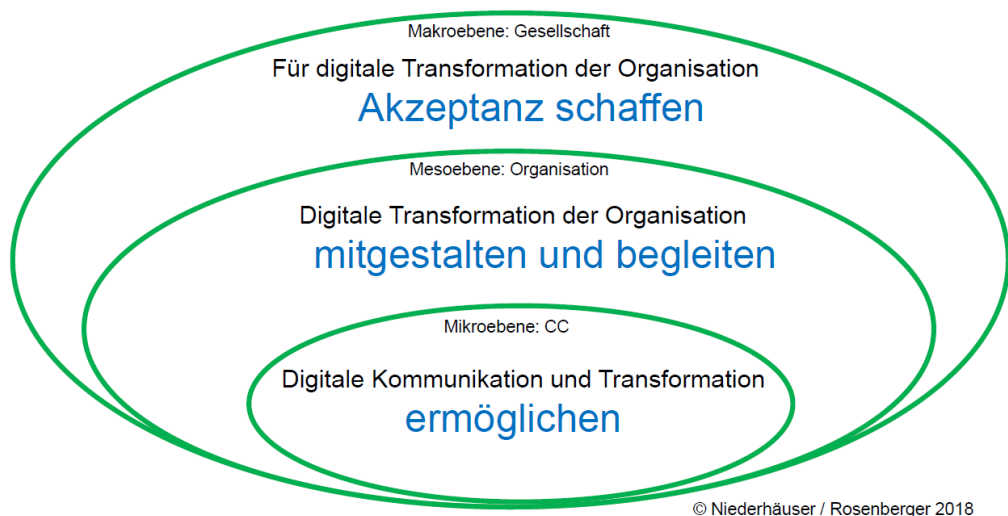 Makroebene: Gesellschaft
Für digitale Transformation der Organisation
Akzeptanz schaffen
Mesoebene: Organisation
Digitale Transformation der Organisation
mitgestalten und begleiten
Mikroebene: CC
Digitale Kommunikation und Transformation
ermöglichen
© Niederhäuser / Rosenberger 2018